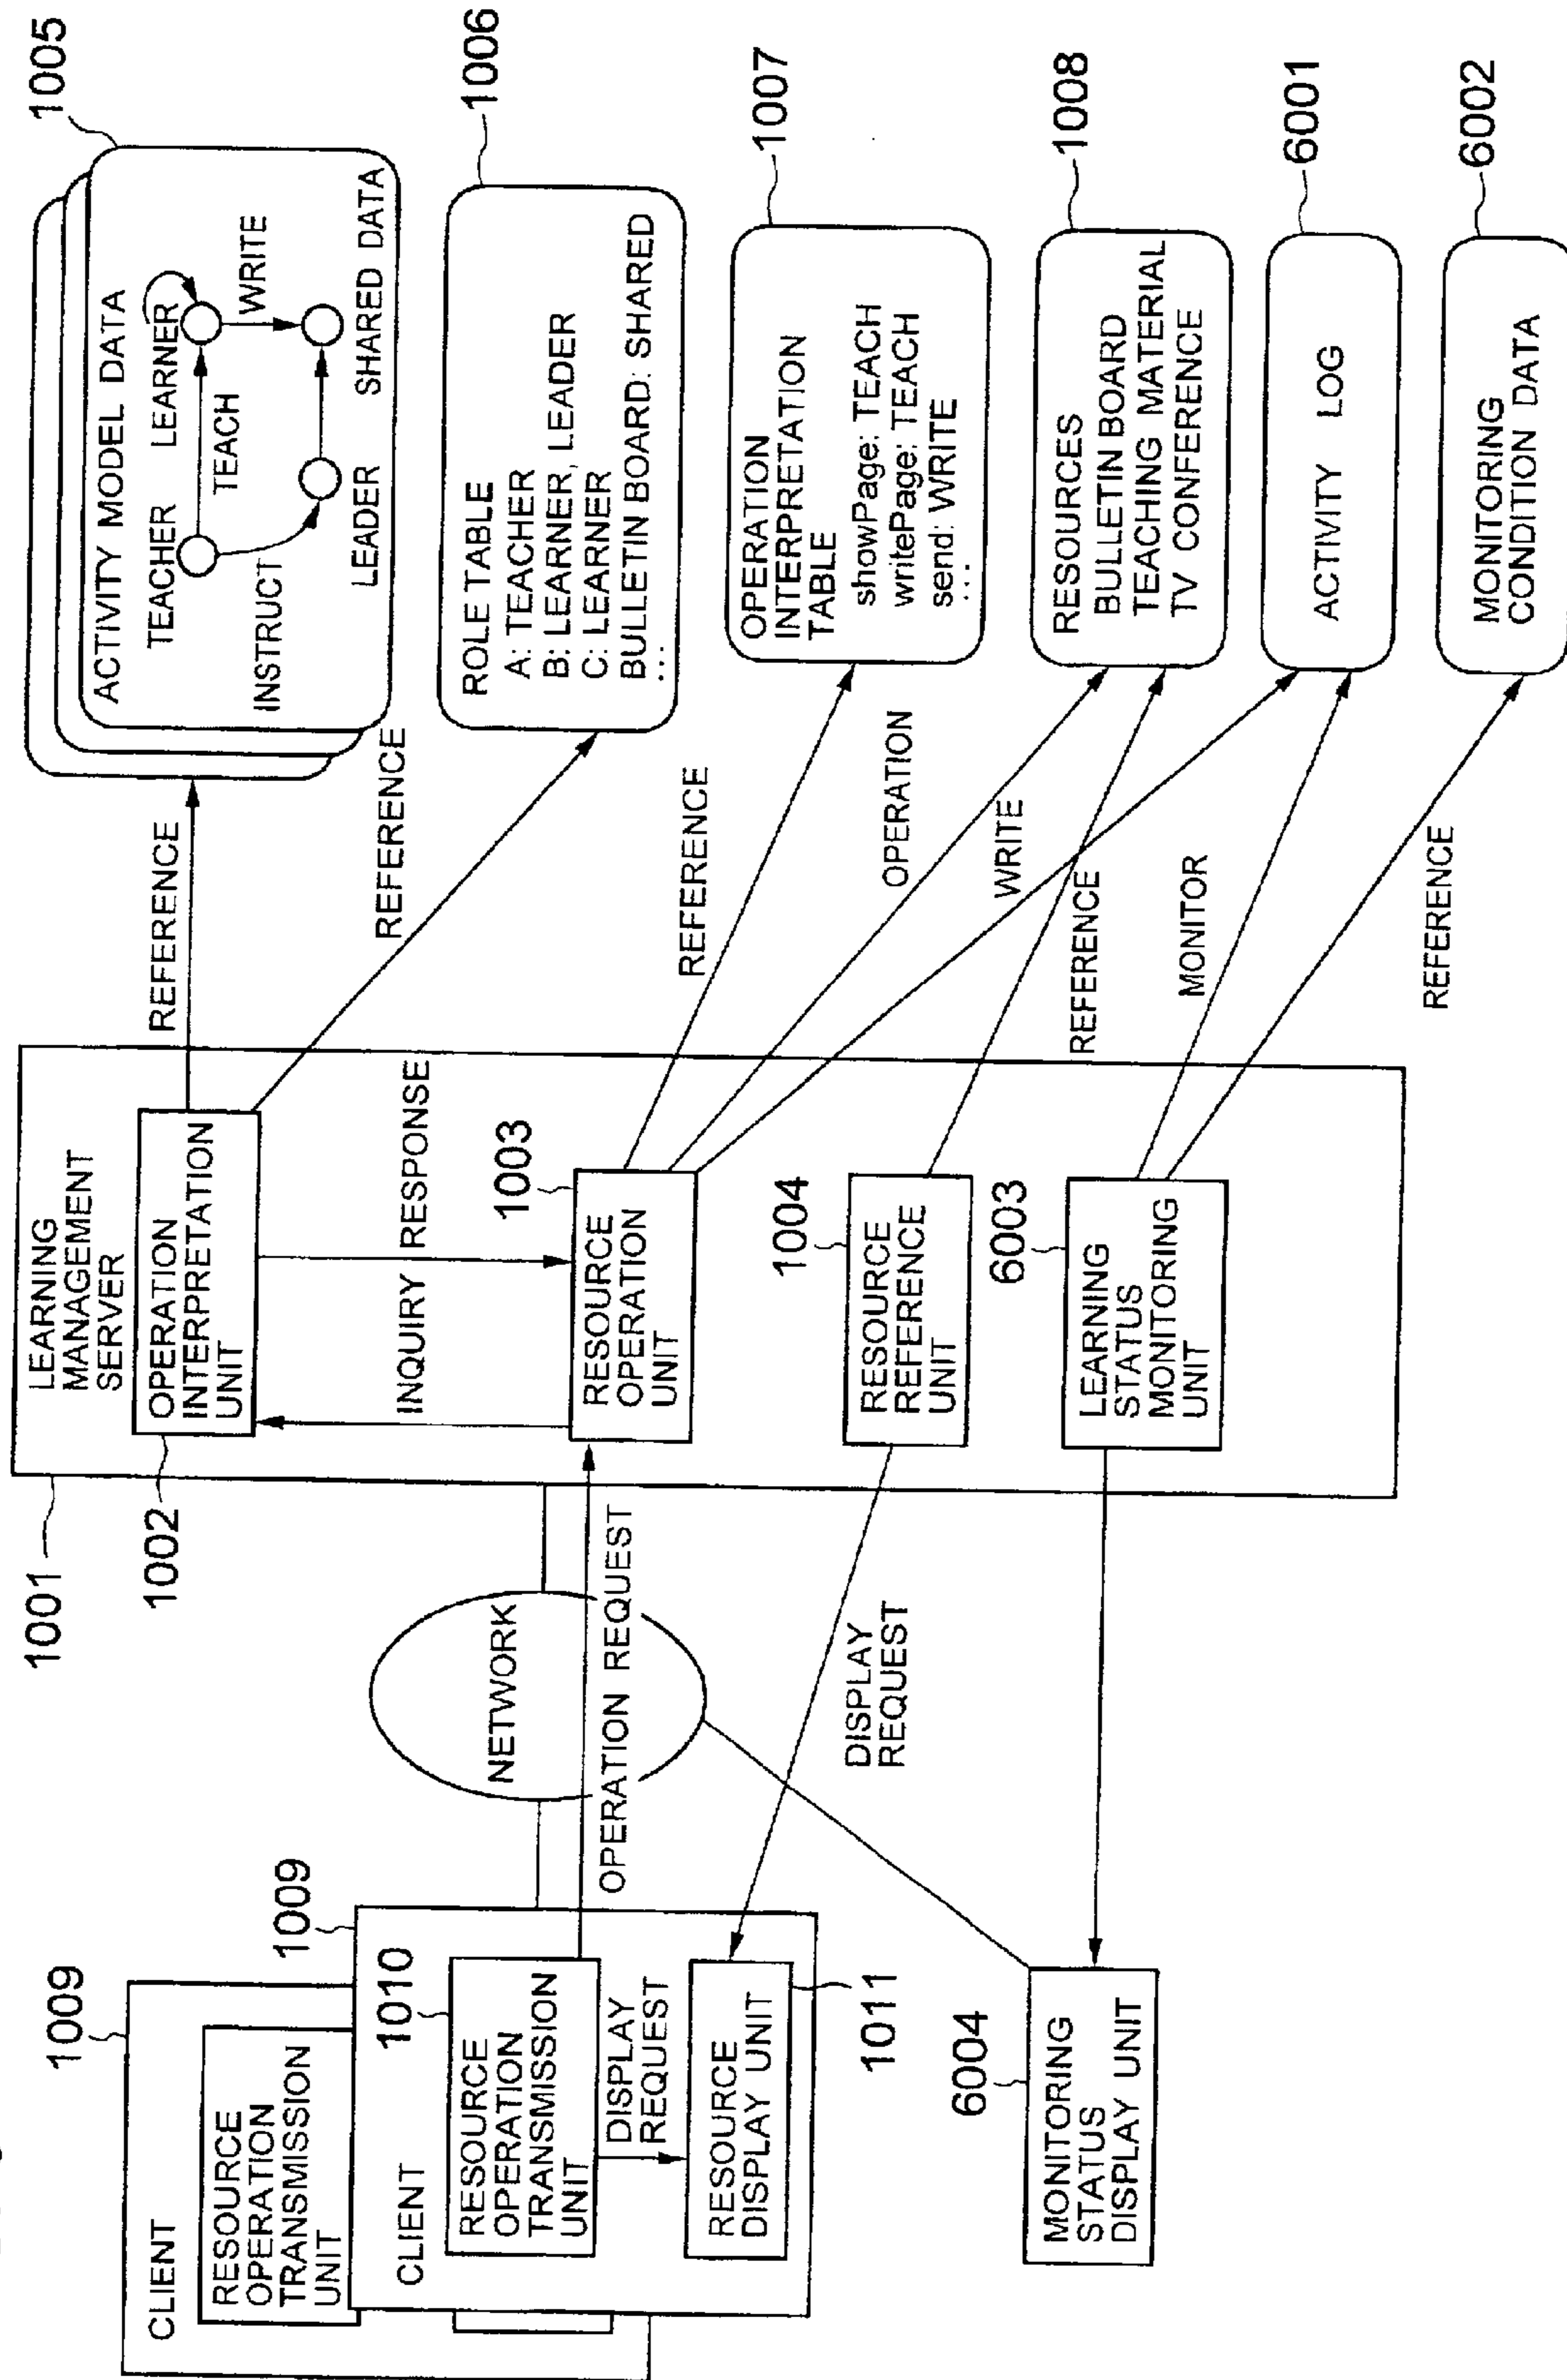 1009
CLIENT
RESOURCE
OPERATION
TRANSMISSION
UNIT
1009
CLIENT
1010
RESOURCE
OPERATION
TRANSMISSION
UNIT
DISPLAY
REQUEST
RESOURCE
DISPLAY UNIT
1011
6004
MONITORING
STATUS
DISPLAY UNIT
NETWORK
OPERATION REQUEST
DISPLAY
REQUEST
1001
LEARNING
MANAGEMENT
SERVER
1002
OPERATION
INTERPRETATION
UNIT
INQUIRY
RESPONSE
1003
RESOURCE
OPERATION
UNIT
1004
RESOURCE
REFERENCE
UNIT
6003
LEARNING
STATUS
MONITORING
UNIT
REFERENCE
REFERENCE
REFERENCE
OPERATION
WRITE
REFERENCE
MONITOR
REFERENCE
1005
ACTIVITY MODEL DATA
TEACHER
LEARNER
TEACH
WRITE
INSTRUCT
LEADER
SHARED DATA
1006
ROLE TABLE
A: TEACHER
B: LEARNER, LEADER
C: LEARNER
BULLETIN BOARD: SHARED
...
1007
OPERATION
INTERPRETATION
TABLE
showPage: TEACH
writePage: TEACH
send: WRITE
...
1008
RESOURCES
BULLETIN BOARD
TEACHING MATERIAL
TV CONFERENCE
6001
ACTIVITY LOG
6002
MONITORING
CONDITION DATA